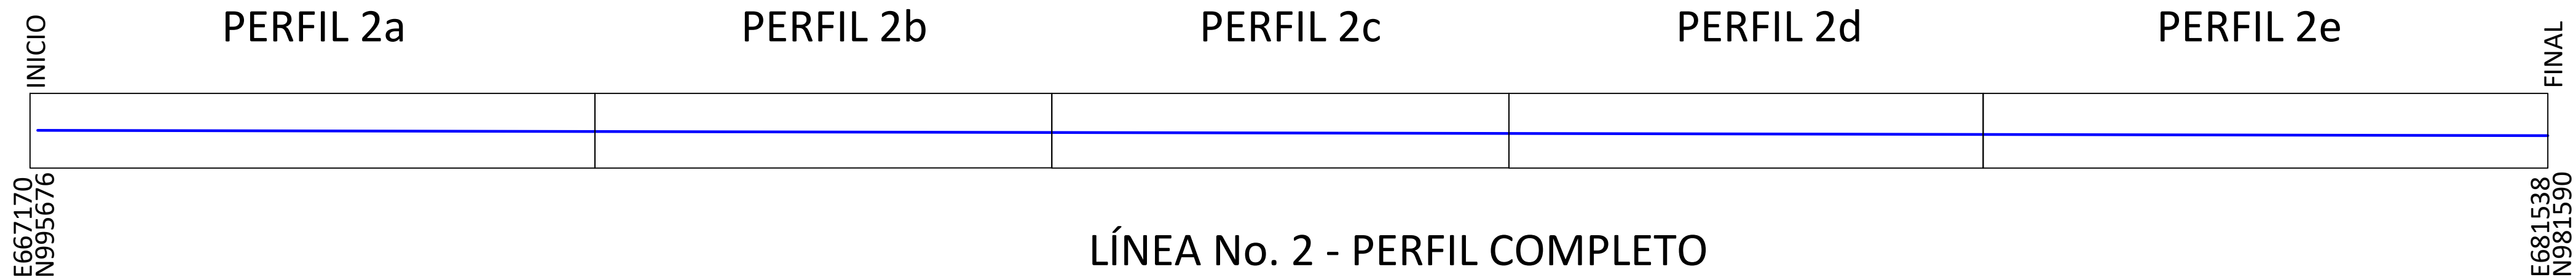 INICIO
PERFIL 2a
PERFIL 2b
PERFIL 2c
PERFIL 2d
PERFIL 2e
FINAL
E667170
N995676
E681538
N981590
LÍNEA No. 2 - PERFIL COMPLETO